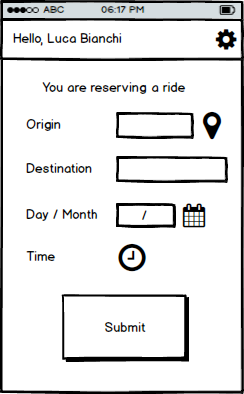 ABC 06:17 PM
Hello, Luca Bianchi
You are reserving a ride
Origin
Destination
Day / Month /
Time
Submit